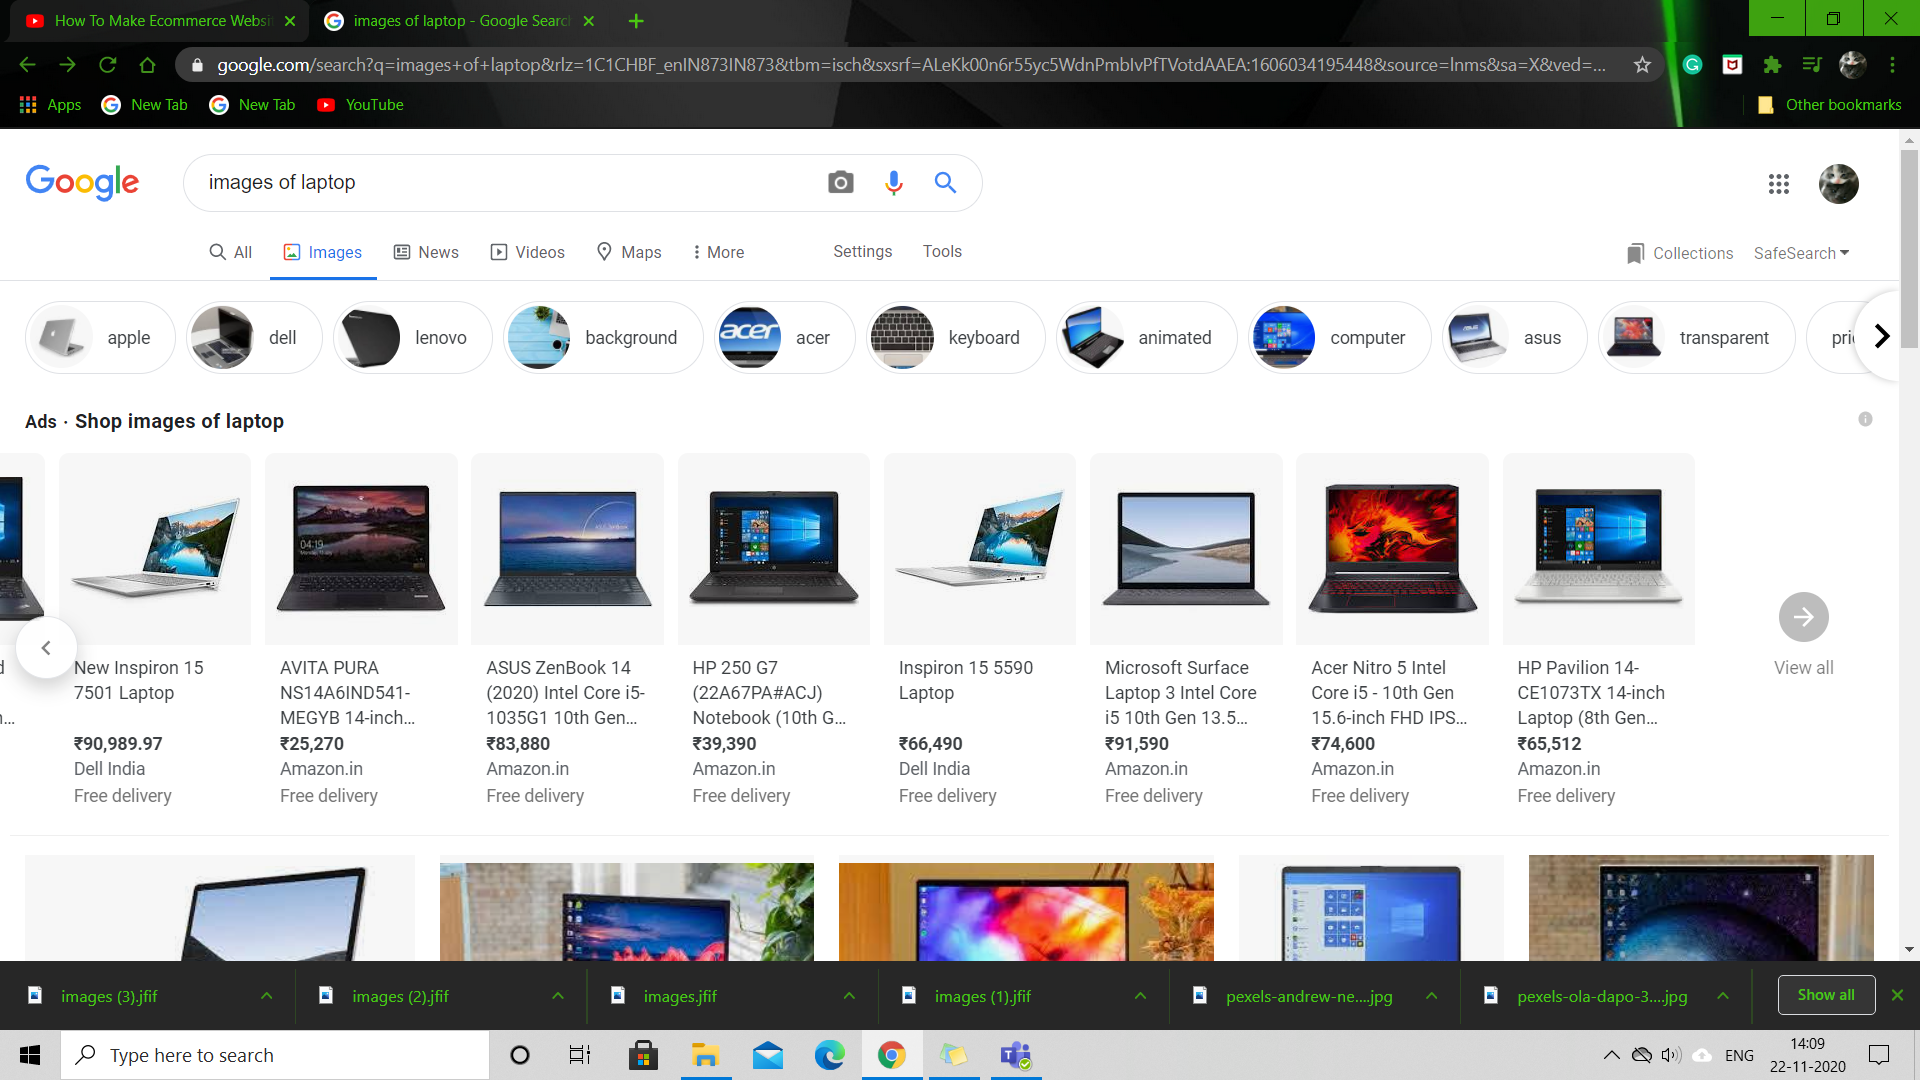 How To Make Ecommerce Websi
images of laptop - Google Search
google.com/search?q=images+of+laptop&rlz=1C1CHBF_enIN873IN873&tbm=isch&sxsrf=ALeKk00n6r55yc5WdnPmbIvPfTVotdAAEA:1606034195448&source=lnms&sa=X&ved=...
Apps
New Tab
New Tab
YouTube
Other bookmarks
Google
images of laptop
All
Images
News
Videos
Maps
More
Settings
Tools
Collections
SafeSearch
apple
dell
lenovo
background
acer
acer
keyboard
animated
computer
asus
transparent
pri
Ads · Shop images of laptop
New Inspiron 15
7501 Laptop
₹90,989.97
Dell India
Free delivery
04:19
AVITA PURA
NS14A6IND541-
MEGYB 14-inch...
₹25,270
Amazon.in
Free delivery
ASUS ZenBook 14
(2020) Intel Core i5-
1035G1 10th Gen...
₹83,880
Amazon.in
Free delivery
HP 250 G7
(22A67PA#ACJ)
Notebook (10th G...
₹39,390
Amazon.in
Free delivery
Inspiron 15 5590
Laptop
₹66,490
Dell India
Free delivery
Microsoft Surface
Laptop 3 Intel Core
i5 10th Gen 13.5...
₹91,590
Amazon.in
Free delivery
Acer Nitro 5 Intel
Core i5 - 10th Gen
15.6-inch FHD IPS...
₹74,600
Amazon.in
Free delivery
HP Pavilion 14-
CE1073TX 14-inch
Laptop (8th Gen...
₹65,512
Amazon.in
Free delivery
View all
images (3).jfif
images (2).jfif
images.jfif
images (1).jfif
pexels-andrew-ne....jpg
pexels-ola-dapo-3....jpg
Show all
Type here to search
ENG
14:09
22-11-2020